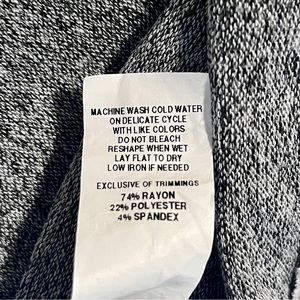 MACHINE WASH COLD WATER
ON DELICATE CYCLE
WITH LIKE COLORS
DO NOT BLEACH
RESHAPE WHEN WET
LAY FLAT TO DRY
LOW IRON IF NEEDED
EXCLUSIVE OF TRIMMINGS
74% RAYON
22% POLYESTER
4% SPANDEX